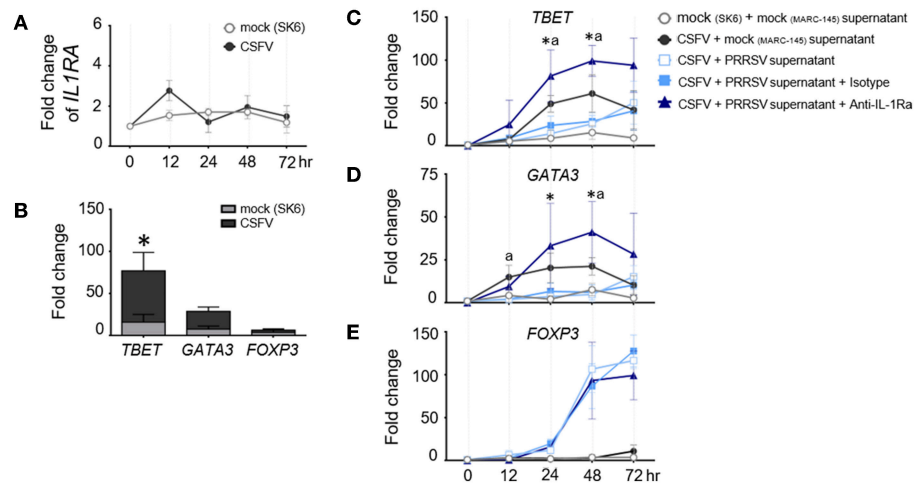 A
Fold change
of IL1RA
6
4
2
0
mock (SK6)
CSFV
0 12 24 48 72 hr
B
Fold change
150
100
50
0
mock (SK6)
CSFV
*
TBET GATA3 FOXP3
C
TBET
Fold change
150
100
50
0
*a *a
mock (SK6) + mock (MARC-145) supernatant
CSFV + mock (MARC-145) supernatant
CSFV + PRRSV supernatant
CSFV + PRRSV supernatant + Isotype
CSFV + PRRSV supernatant + Anti-IL-1Ra
D
GATA3
Fold change
75
50
25
0
a * *a
E
FOXP3
Fold change
150
100
50
0
0 12 24 48 72 hr